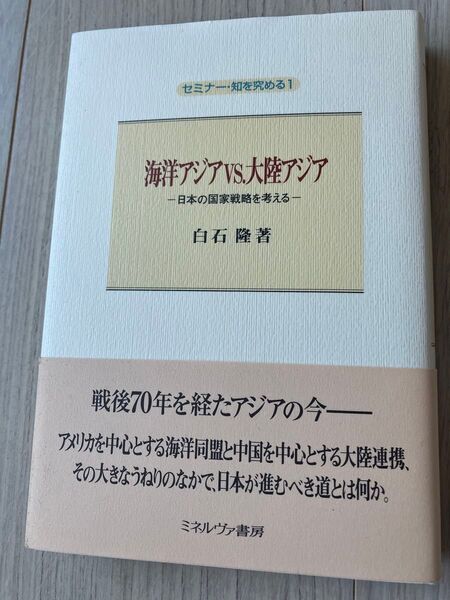 セミナー・知を究める1
海洋アジアvs.大陸アジア
－日本の国家戦略を考える－
白石 隆著
戦後70年を経たアジアの今──
アメリカを中心とする海洋同盟と中国を中心とする大陸連携、
その大きなうねりのなかで、日本が進むべき道とは何か。
ミネルヴァ書房